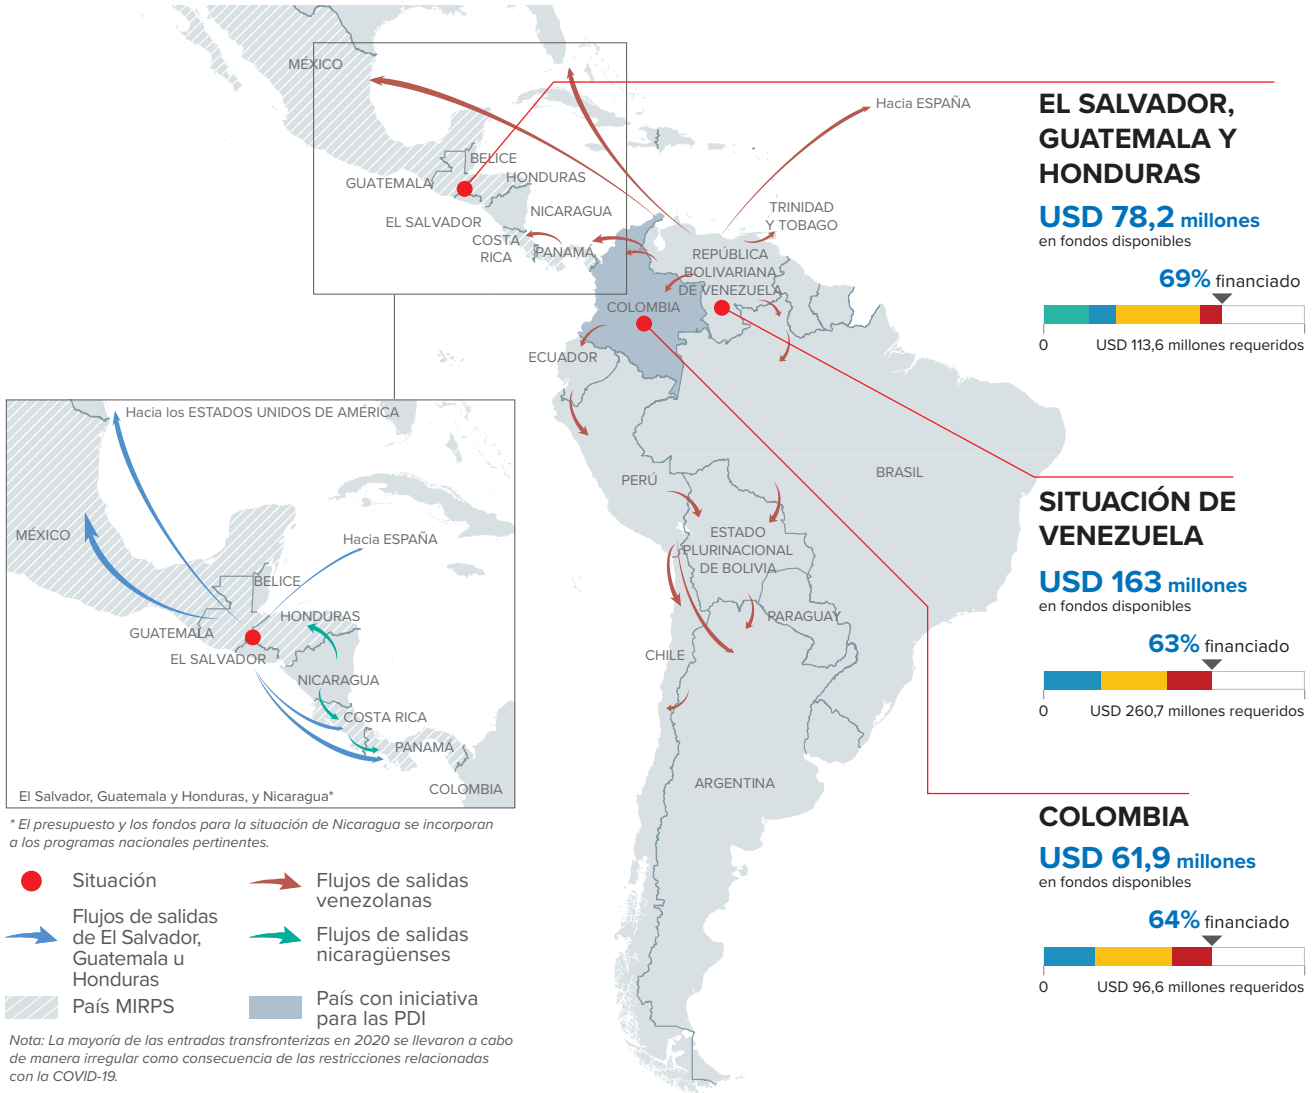 MÉXICO
Hacia ESPAÑA
BELICE
GUATEMALA
HONDURAS
EL SALVADOR
NICARAGUA
COSTA
RICA
PANAMÁ
TRINIDAD
Y TOBAGO
REPÚBLICA
BOLIVARIANA
DE VENEZUELA
COLOMBIA
ECUADOR
PERÚ
BRASIL
ESTADO
PLURINACIONAL
DE BOLIVIA
PARAGUAY
CHILE
ARGENTINA
EL SALVADOR,
GUATEMALA Y
HONDURAS
USD 78,2 millones
en fondos disponibles
69% financiado
0 USD 113,6 millones requeridos
SITUACIÓN DE
VENEZUELA
USD 163 millones
en fondos disponibles
63% financiado
0 USD 260,7 millones requeridos
COLOMBIA
USD 61,9 millones
en fondos disponibles
64% financiado
0 USD 96,6 millones requeridos
Hacia los ESTADOS UNIDOS DE AMÉRICA
MÉXICO
Hacia ESPAÑA
BELICE
HONDURAS
GUATEMALA
EL SALVADOR
NICARAGUA
COSTA RICA
PANAMÁ
COLOMBIA
El Salvador, Guatemala y Honduras, y Nicaragua*
* El presupuesto y los fondos para la situación de Nicaragua se incorporan
a los programas nacionales pertinentes.
Situación
Flujos de salidas
venezolanas
Flujos de salidas
de El Salvador,
Guatemala u
Honduras
Flujos de salidas
nicaragüenses
País MIRPS
País con iniciativa
para las PDI
Nota: La mayoría de las entradas transfronterizas en 2020 se llevaron a cabo
de manera irregular como consecuencia de las restricciones relacionadas
con la COVID-19.